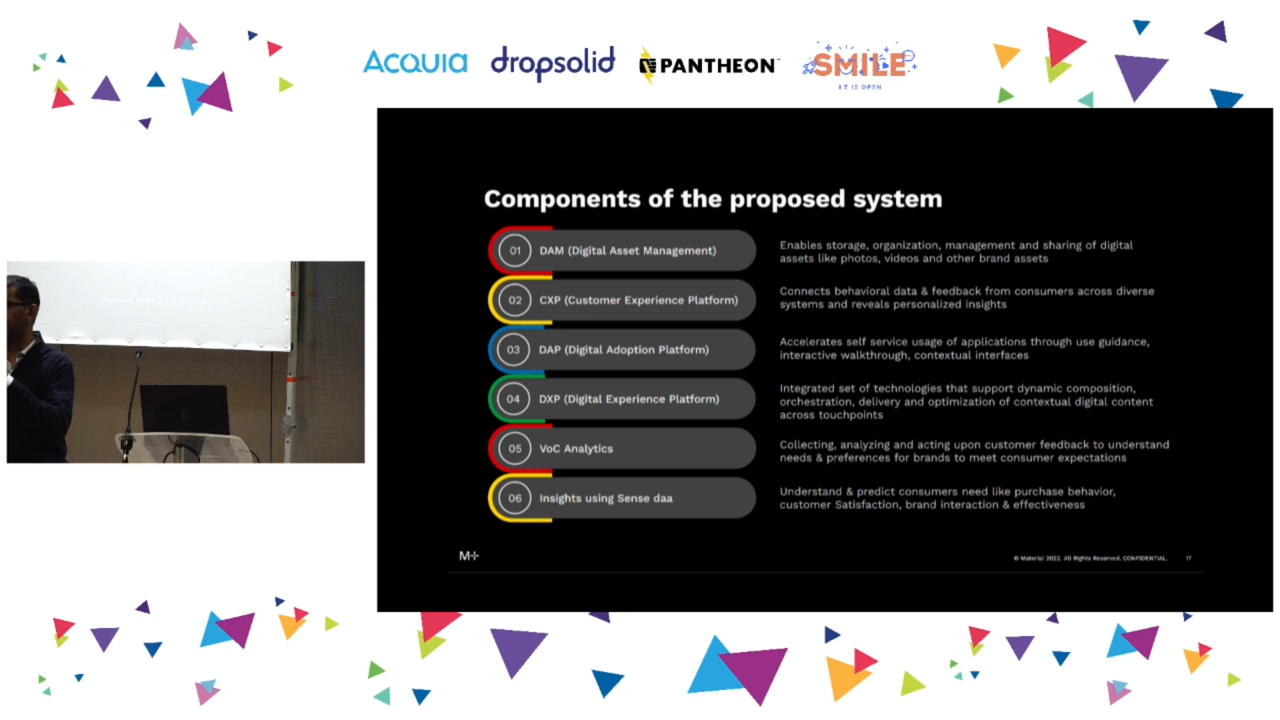 ACQUIA dropsolid PANTHEON SMILE
IT IS OPEN
Components of the proposed system
01 DAM (Digital Asset Management)
Enables storage, organization, management and sharing of digital
assets like photos, videos and other brand assets
02 CXP (Customer Experience Platform)
Connects behavioral data & feedback from consumers across diverse
systems and reveals personalized insights
03 DAP (Digital Adoption Platform)
Accelerates self service usage of applications through use guidance,
interactive walkthrough, contextual interfaces
04 DXP (Digital Experience Platform)
Integrated set of technologies that support dynamic composition,
orchestration, delivery and optimization of contextual digital content
across touchpoints
05 VoC Analytics
Collecting, analyzing and acting upon customer feedback to understand
needs & preferences for brands to meet consumer expectations
06 Insights using Sense daa
Understand & predict consumers need like purchase behavior,
customer Satisfaction, brand interaction & effectiveness
M+
© Material 2022. All Rights Reserved. CONFIDENTIAL. 17